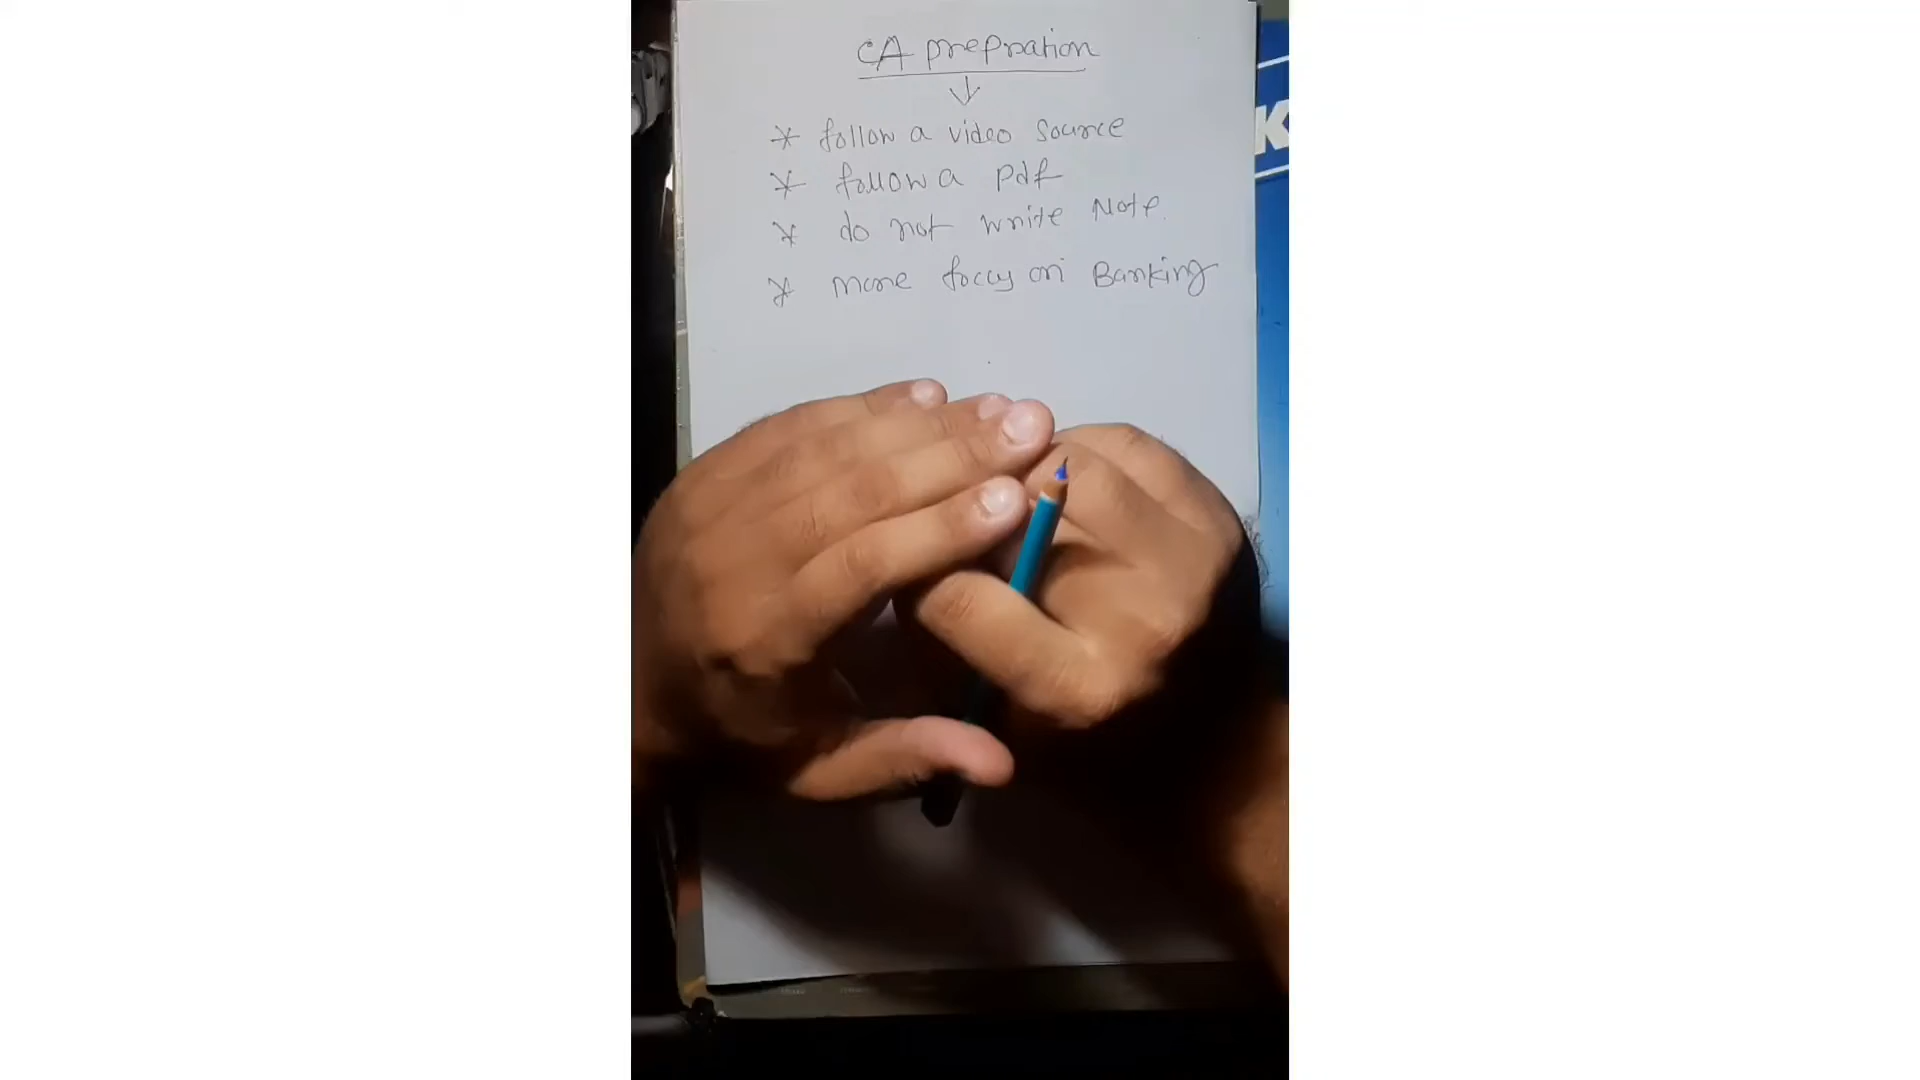 CA prepration
* follow a video source
* follow a pdf
* do not write Note.
* more focus on Banking
K